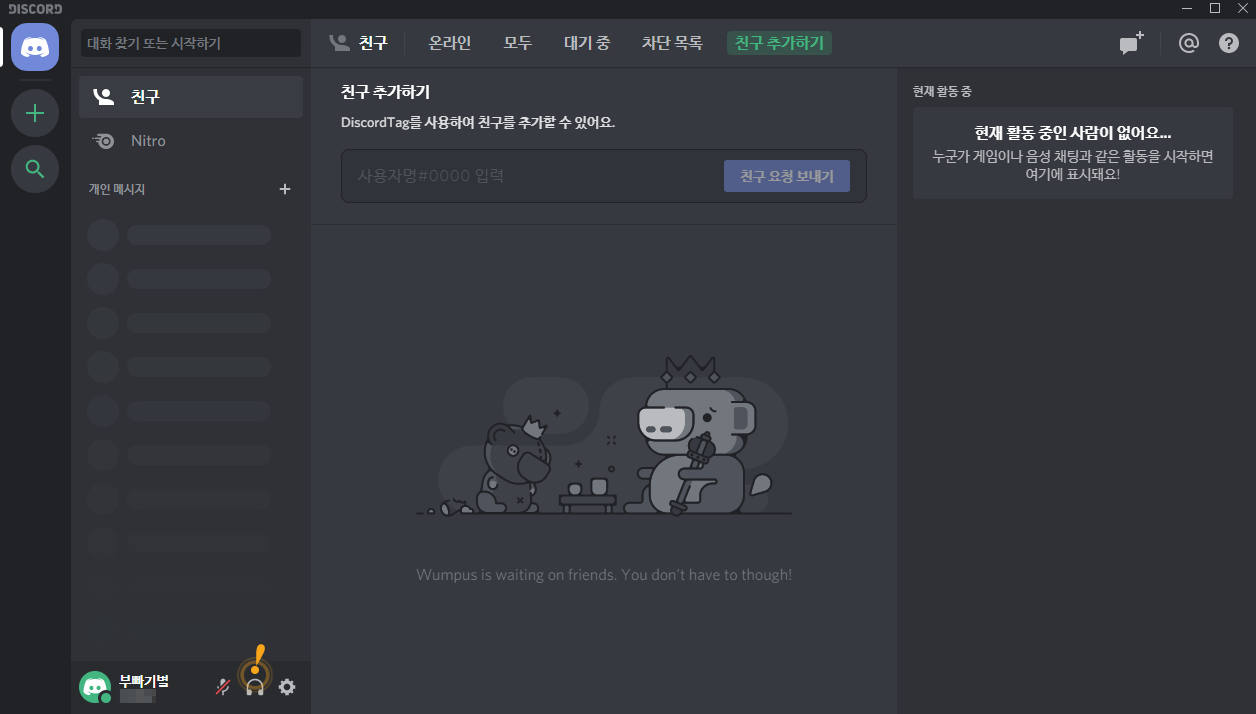 DISCORD
대화 찾기 또는 시작하기
친구
온라인
모두
대기 중
차단 목록
친구 추가하기
친구
Nitro
개인 메시지
친구 추가하기
DiscordTag를 사용하여 친구를 추가할 수 있어요.
사용자명#0000 입력
친구 요청 보내기
Wumpus is waiting on friends. You don't have to though!
현재 활동 중
현재 활동 중인 사람이 없어요...
누군가 게임이나 음성 채팅과 같은 활동을 시작하면
여기에 표시돼요!
부빠기별